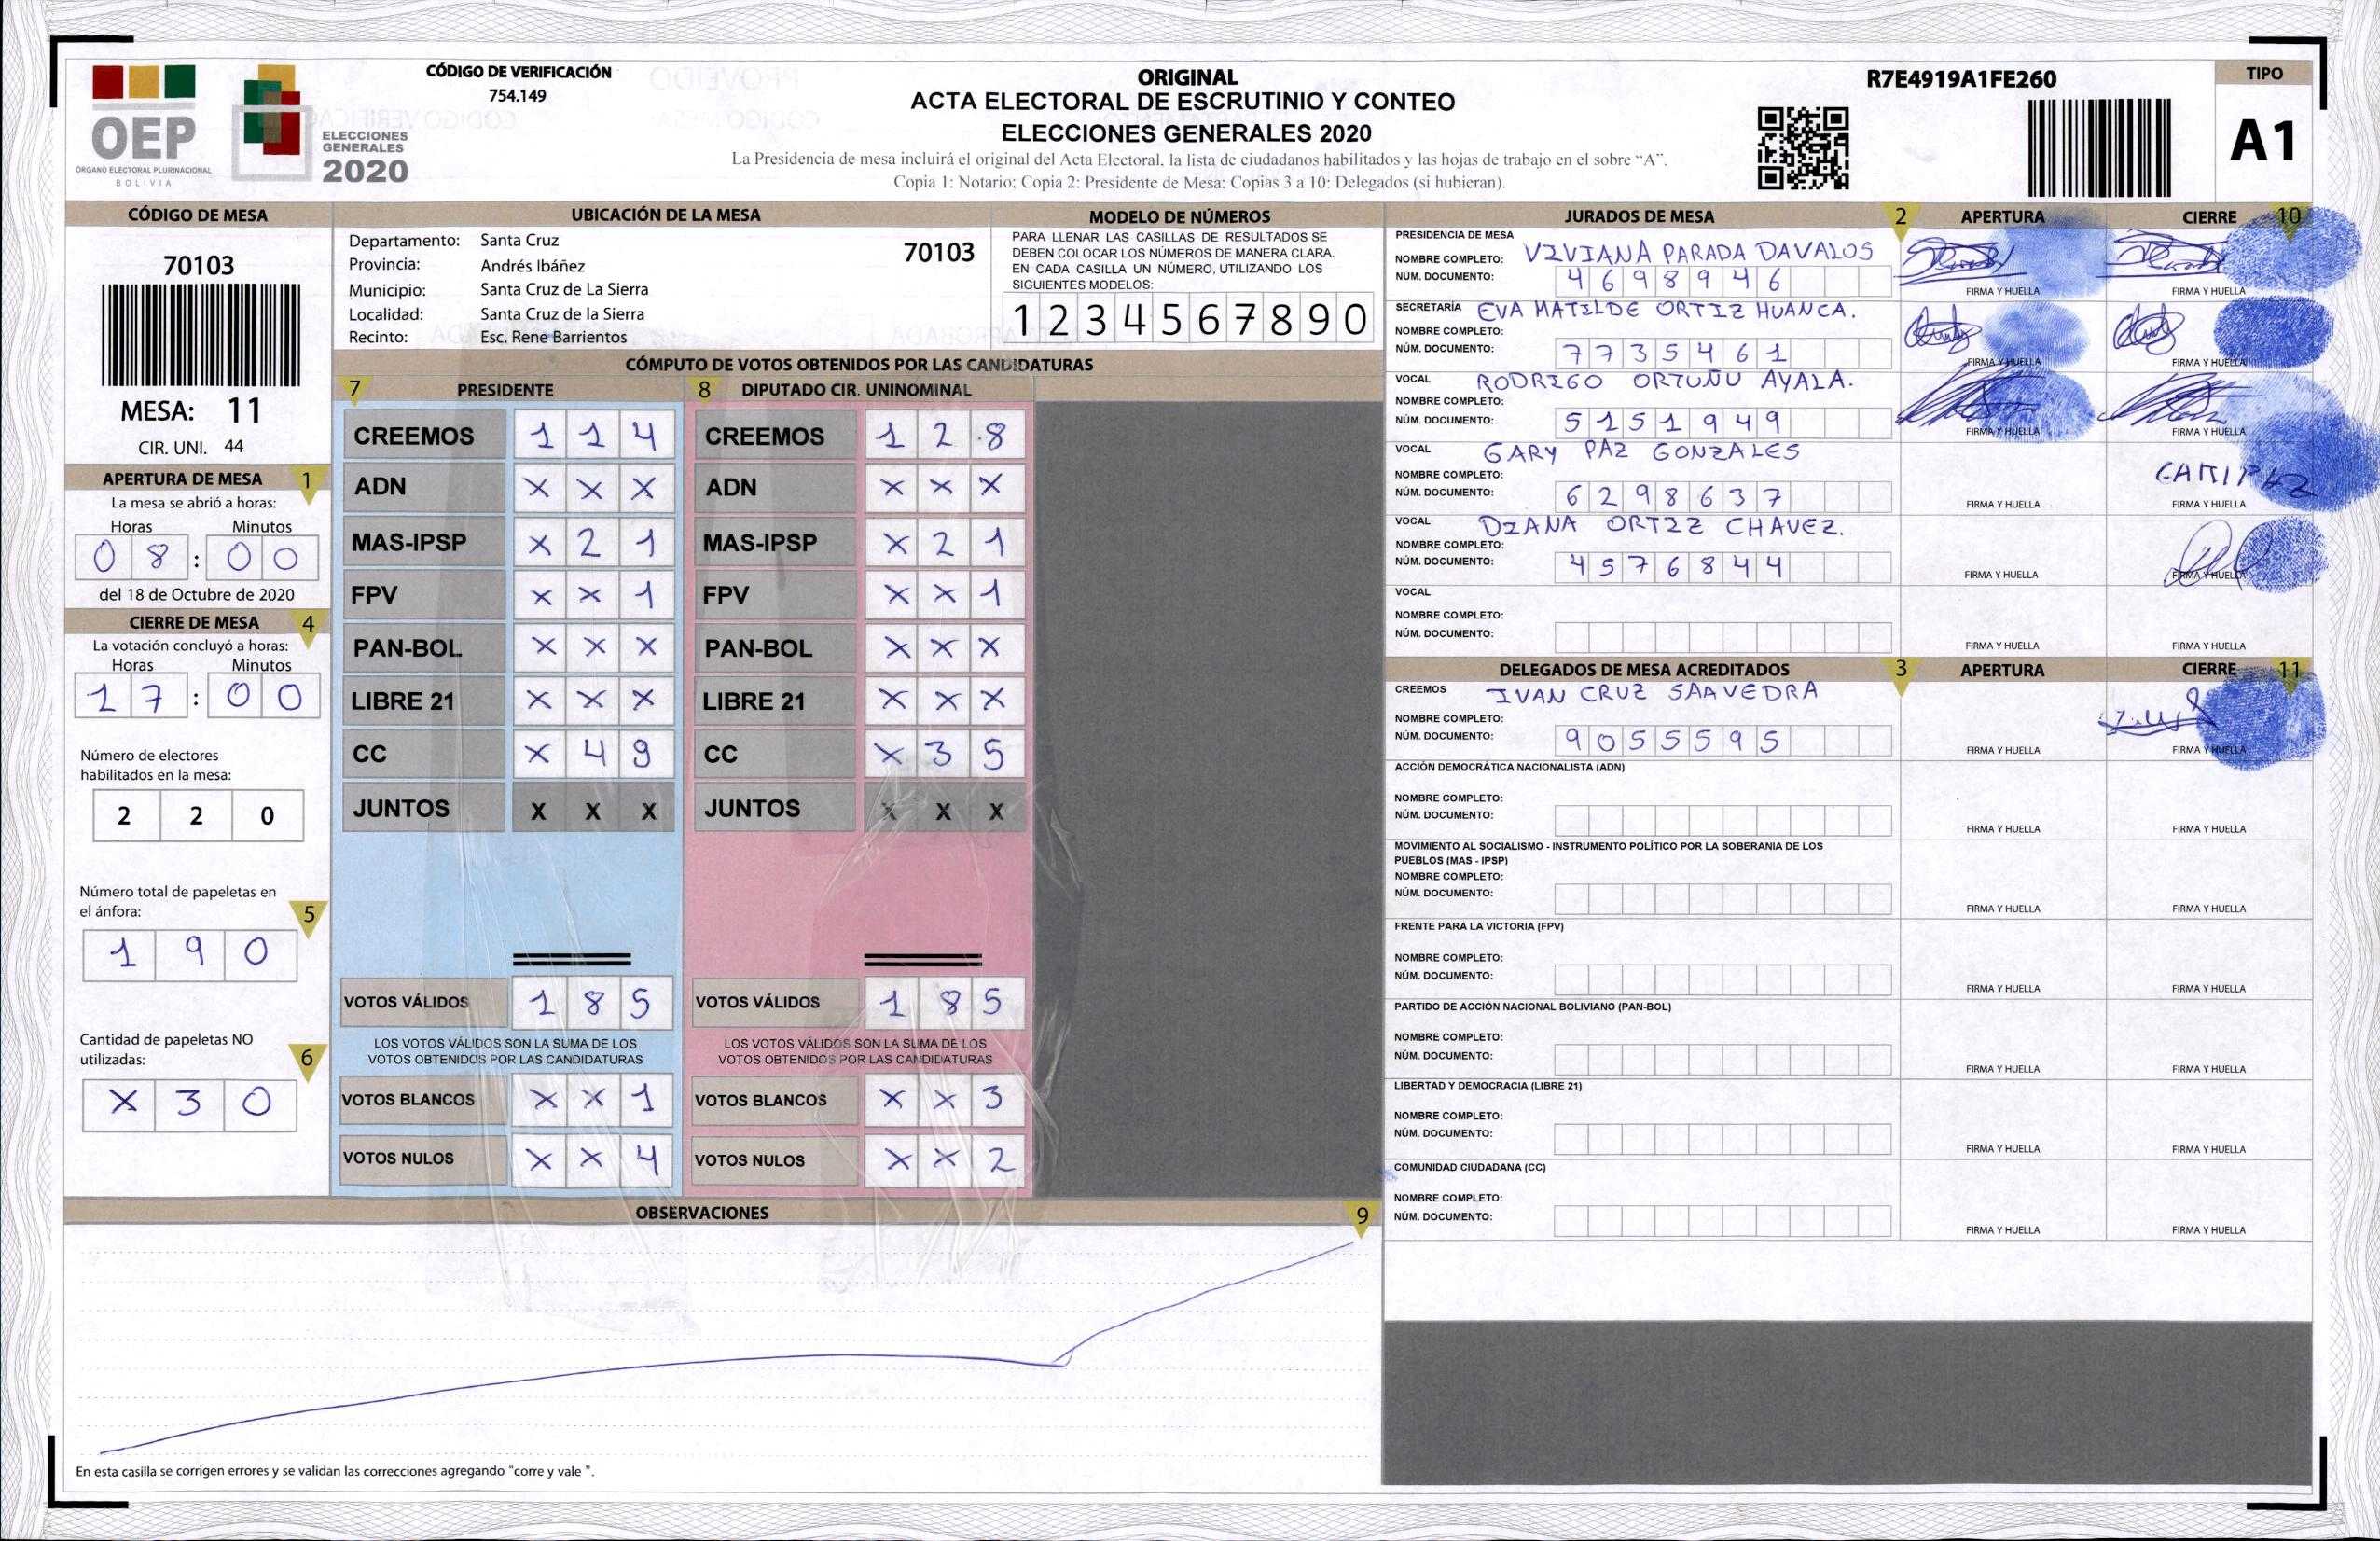 CÓDIGO DE VERIFICACIÓN
754.149
OEP
ÓRGANO ELECTORAL PLURINACIONAL
BOLIVIA
ELECCIONES
GENERALES
2020
ORIGINAL
ACTA ELECTORAL DE ESCRUTINIO Y CONTEO
ELECCIONES GENERALES 2020
La Presidencia de mesa incluirá el original del Acta Electoral, la lista de ciudadanos habilitados y las hojas de trabajo en el sobre “A”.
Copia 1: Notario; Copia 2: Presidente de Mesa; Copias 3 a 10: Delegados (si hubieran).
R7E4919A1FE260
TIPO
A1
CÓDIGO DE MESA
70103
MESA: 11
CIR. UNI. 44
APERTURA DE MESA 1
La mesa se abrió a horas:
Horas Minutos
0 8 : 0 0
del 18 de Octubre de 2020
CIERRE DE MESA 4
La votación concluyó a horas:
Horas Minutos
1 7 : 0 0
Número de electores
habilitados en la mesa:
2 2 0
Número total de papeletas en
el ánfora: 5
1 9 0
Cantidad de papeletas NO
utilizadas: 6
X 3 0
UBICACIÓN DE LA MESA
Departamento: Santa Cruz 70103
Provincia: Andrés Ibáñez
Municipio: Santa Cruz de La Sierra
Localidad: Santa Cruz de la Sierra
Recinto: Esc. Rene Barrientos
MODELO DE NÚMEROS
PARA LLENAR LAS CASILLAS DE RESULTADOS SE
DEBEN COLOCAR LOS NÚMEROS DE MANERA CLARA.
EN CADA CASILLA UN NÚMERO, UTILIZANDO LOS
SIGUIENTES MODELOS:
1 2 3 4 5 6 7 8 9 0
CÓMPUTO DE VOTOS OBTENIDOS POR LAS CANDIDATURAS
7 PRESIDENTE 8 DIPUTADO CIR. UNINOMINAL
CREEMOS 1 1 4 CREEMOS 1 2 8
ADN X X X ADN X X X
MAS-IPSP X 2 1 MAS-IPSP X 2 1
FPV X X 1 FPV X X 1
PAN-BOL X X X PAN-BOL X X X
LIBRE 21 X X X LIBRE 21 X X X
CC X 4 9 CC X 3 5
JUNTOS X X X JUNTOS X X X
VOTOS VÁLIDOS 1 8 5 VOTOS VÁLIDOS 1 8 5
LOS VOTOS VÁLIDOS SON LA SUMA DE LOS LOS VOTOS VÁLIDOS SON LA SUMA DE LOS
VOTOS OBTENIDOS POR LAS CANDIDATURAS VOTOS OBTENIDOS POR LAS CANDIDATURAS
VOTOS BLANCOS X X 1 VOTOS BLANCOS X X 3
VOTOS NULOS X X 4 VOTOS NULOS X X 2
OBSERVACIONES 9
En esta casilla se corrigen errores y se validan las correcciones agregando “corre y vale ”.
JURADOS DE MESA 2 APERTURA CIERRE 10
PRESIDENCIA DE MESA
NOMBRE COMPLETO: VIVIANA PARADA DAVALOS
NÚM. DOCUMENTO: 4 6 9 8 9 4 6 FIRMA Y HUELLA FIRMA Y HUELLA
SECRETARÍA EVA MATILDE ORTIZ HUANCA.
NOMBRE COMPLETO:
NÚM. DOCUMENTO: 7 7 3 5 4 6 1 FIRMA Y HUELLA FIRMA Y HUELLA
VOCAL RODRIGO ORTUÑU AYALA.
NOMBRE COMPLETO:
NÚM. DOCUMENTO: 5 1 5 1 9 4 9 FIRMA Y HUELLA FIRMA Y HUELLA
VOCAL GARY PAZ GONZALES
NOMBRE COMPLETO:
NÚM. DOCUMENTO: 6 2 9 8 6 3 7 FIRMA Y HUELLA FIRMA Y HUELLA
VOCAL DIANA ORTIZ CHAVEZ.
NOMBRE COMPLETO:
NÚM. DOCUMENTO: 4 5 7 6 8 4 4 FIRMA Y HUELLA FIRMA Y HUELLA
VOCAL
NOMBRE COMPLETO:
NÚM. DOCUMENTO: FIRMA Y HUELLA FIRMA Y HUELLA
DELEGADOS DE MESA ACREDITADOS 3 APERTURA CIERRE 11
CREEMOS IVAN CRUZ SAAVEDRA
NOMBRE COMPLETO:
NÚM. DOCUMENTO: 9 0 5 5 5 9 5 FIRMA Y HUELLA FIRMA Y HUELLA
ACCIÓN DEMOCRÁTICA NACIONALISTA (ADN)
NOMBRE COMPLETO:
NÚM. DOCUMENTO: FIRMA Y HUELLA FIRMA Y HUELLA
MOVIMIENTO AL SOCIALISMO - INSTRUMENTO POLÍTICO POR LA SOBERANIA DE LOS
PUEBLOS (MAS - IPSP)
NOMBRE COMPLETO:
NÚM. DOCUMENTO: FIRMA Y HUELLA FIRMA Y HUELLA
FRENTE PARA LA VICTORIA (FPV)
NOMBRE COMPLETO:
NÚM. DOCUMENTO: FIRMA Y HUELLA FIRMA Y HUELLA
PARTIDO DE ACCIÓN NACIONAL BOLIVIANO (PAN-BOL)
NOMBRE COMPLETO:
NÚM. DOCUMENTO: FIRMA Y HUELLA FIRMA Y HUELLA
LIBERTAD Y DEMOCRACIA (LIBRE 21)
NOMBRE COMPLETO:
NÚM. DOCUMENTO: FIRMA Y HUELLA FIRMA Y HUELLA
COMUNIDAD CIUDADANA (CC)
NOMBRE COMPLETO:
NÚM. DOCUMENTO: FIRMA Y HUELLA FIRMA Y HUELLA